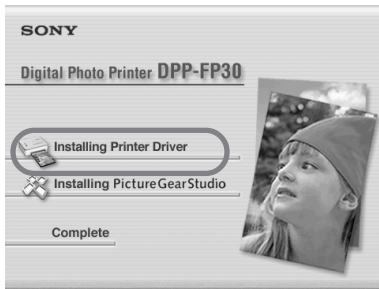 SONY
Digital Photo Printer DPP-FP30
Installing Printer Driver
Installing PictureGearStudio
Complete